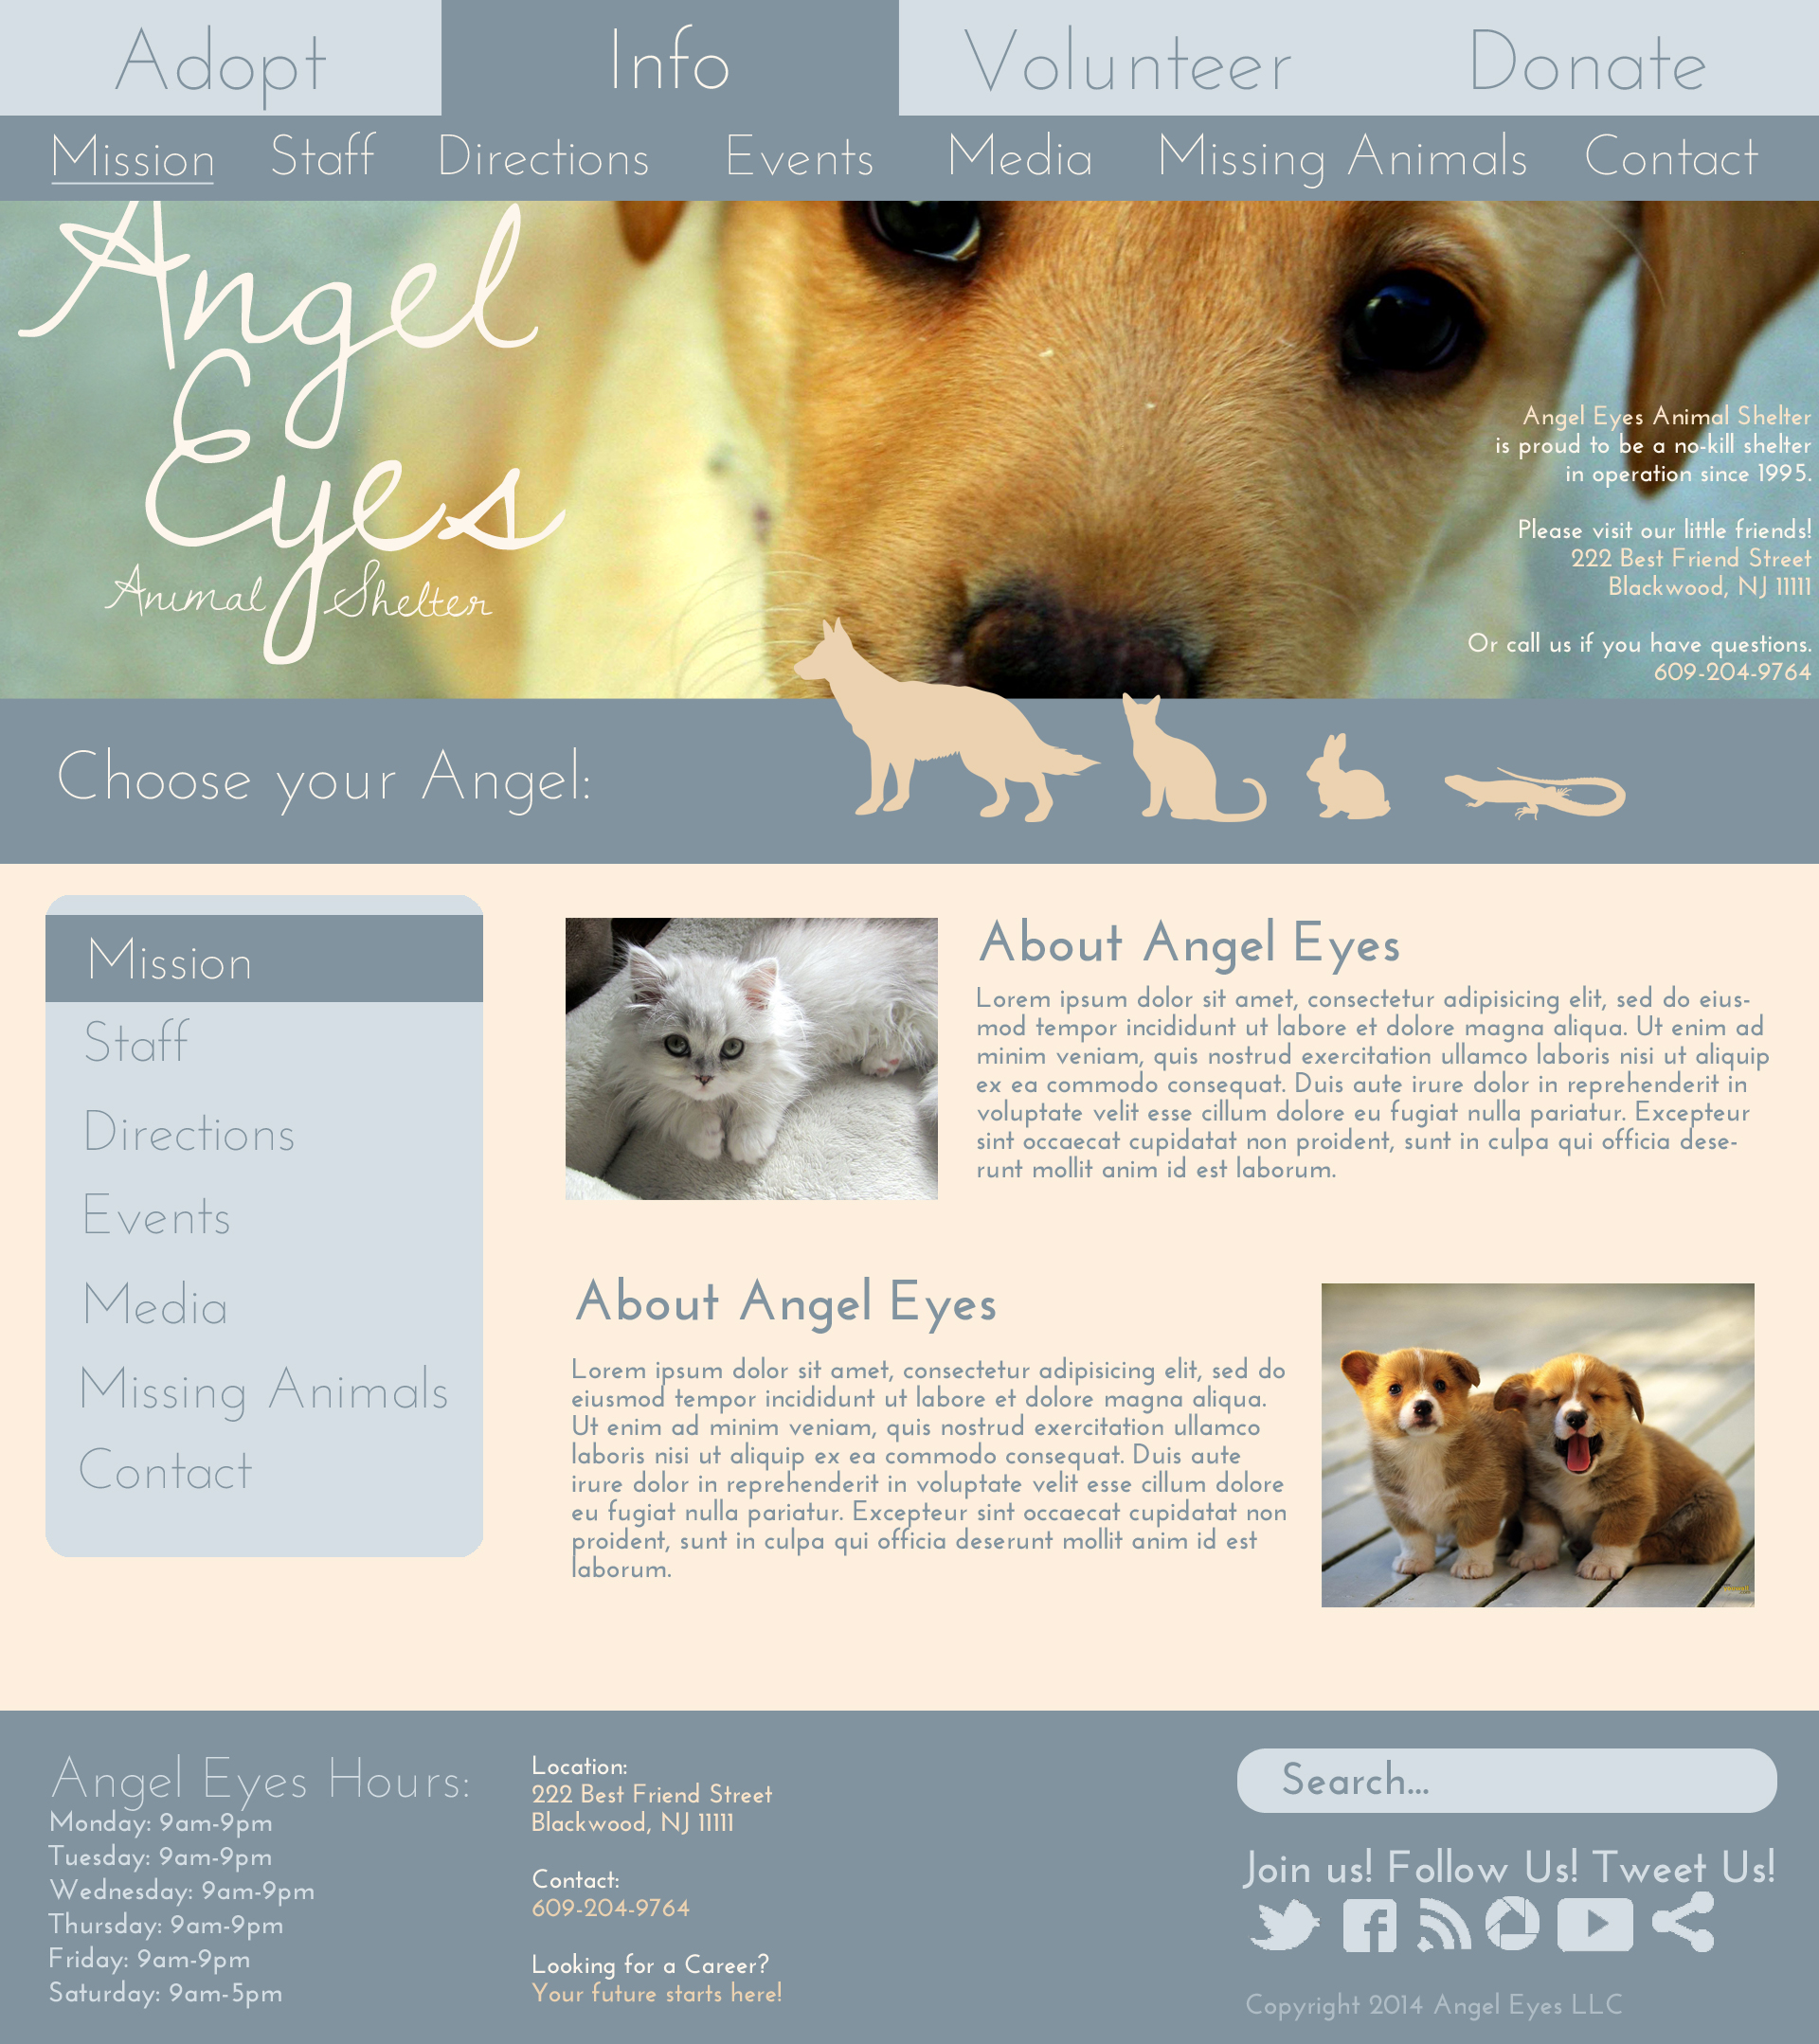 Adopt Info Volunteer Donate
Mission Staff Directions Events Media Missing Animals Contact
Angel
Eyes
Animal Shelter
Angel Eyes Animal Shelter
is proud to be a no-kill shelter
in operation since 1995.
Please visit our little friends!
222 Best Friend Street
Blackwood, NJ 11111
Or call us if you have questions.
609-204-9764
Choose your Angel:
Mission
Staff
Directions
Events
Media
Missing Animals
Contact
About Angel Eyes
Lorem ipsum dolor sit amet, consectetur adipisicing elit, sed do eius-
mod tempor incididunt ut labore et dolore magna aliqua. Ut enim ad
minim veniam, quis nostrud exercitation ullamco laboris nisi ut aliquip
ex ea commodo consequat. Duis aute irure dolor in reprehenderit in
voluptate velit esse cillum dolore eu fugiat nulla pariatur. Excepteur
sint occaecat cupidatat non proident, sunt in culpa qui officia dese-
runt mollit anim id est laborum.
About Angel Eyes
Lorem ipsum dolor sit amet, consectetur adipisicing elit, sed do
eiusmod tempor incididunt ut labore et dolore magna aliqua.
Ut enim ad minim veniam, quis nostrud exercitation ullamco
laboris nisi ut aliquip ex ea commodo consequat. Duis aute
irure dolor in reprehenderit in voluptate velit esse cillum dolore
eu fugiat nulla pariatur. Excepteur sint occaecat cupidatat non
proident, sunt in culpa qui officia deserunt mollit anim id est
laborum.
Angel Eyes Hours:
Monday: 9am-9pm
Tuesday: 9am-9pm
Wednesday: 9am-9pm
Thursday: 9am-9pm
Friday: 9am-9pm
Saturday: 9am-5pm
Location:
222 Best Friend Street
Blackwood, NJ 11111
Contact:
609-204-9764
Looking for a Career?
Your future starts here!
Search...
Join us! Follow Us! Tweet Us!
Copyright 2014 Angel Eyes LLC